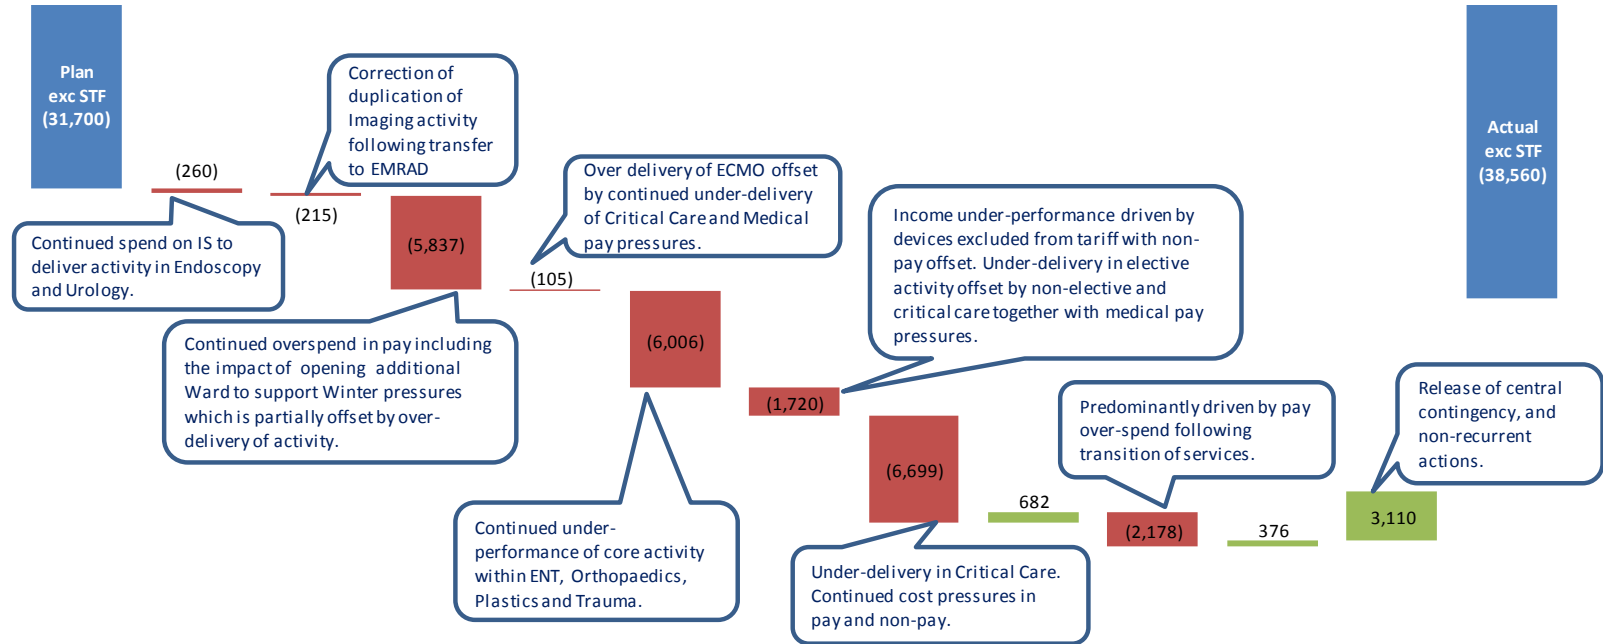 Plan
exc STF
(31,700)
(260)
Continued spend on IS to
deliver activity in Endoscopy
and Urology.
Correction of
duplication of
Imaging activity
following transfer
to EMRAD
(215)
(5,837)
Continued overspend in pay including
the impact of opening additional
Ward to support Winter pressures
which is partially offset by over-
delivery of activity.
Over delivery of ECMO offset
by continued under-delivery
of Critical Care and Medical
pay pressures.
(105)
(6,006)
Continued under-
performance of core activity
within ENT, Orthopaedics,
Plastics and Trauma.
Income under-performance driven by
devices excluded from tariff with non-
pay offset. Under-delivery in elective
activity offset by non-elective and
critical care together with medical pay
pressures.
(1,720)
(6,699)
Under-delivery in Critical Care.
Continued cost pressures in
pay and non-pay.
682
Predominantly driven by pay
over-spend following
transition of services.
(2,178)
376
Release of central
contingency, and
non-recurrent
actions.
3,110
Actual
exc STF
(38,560)